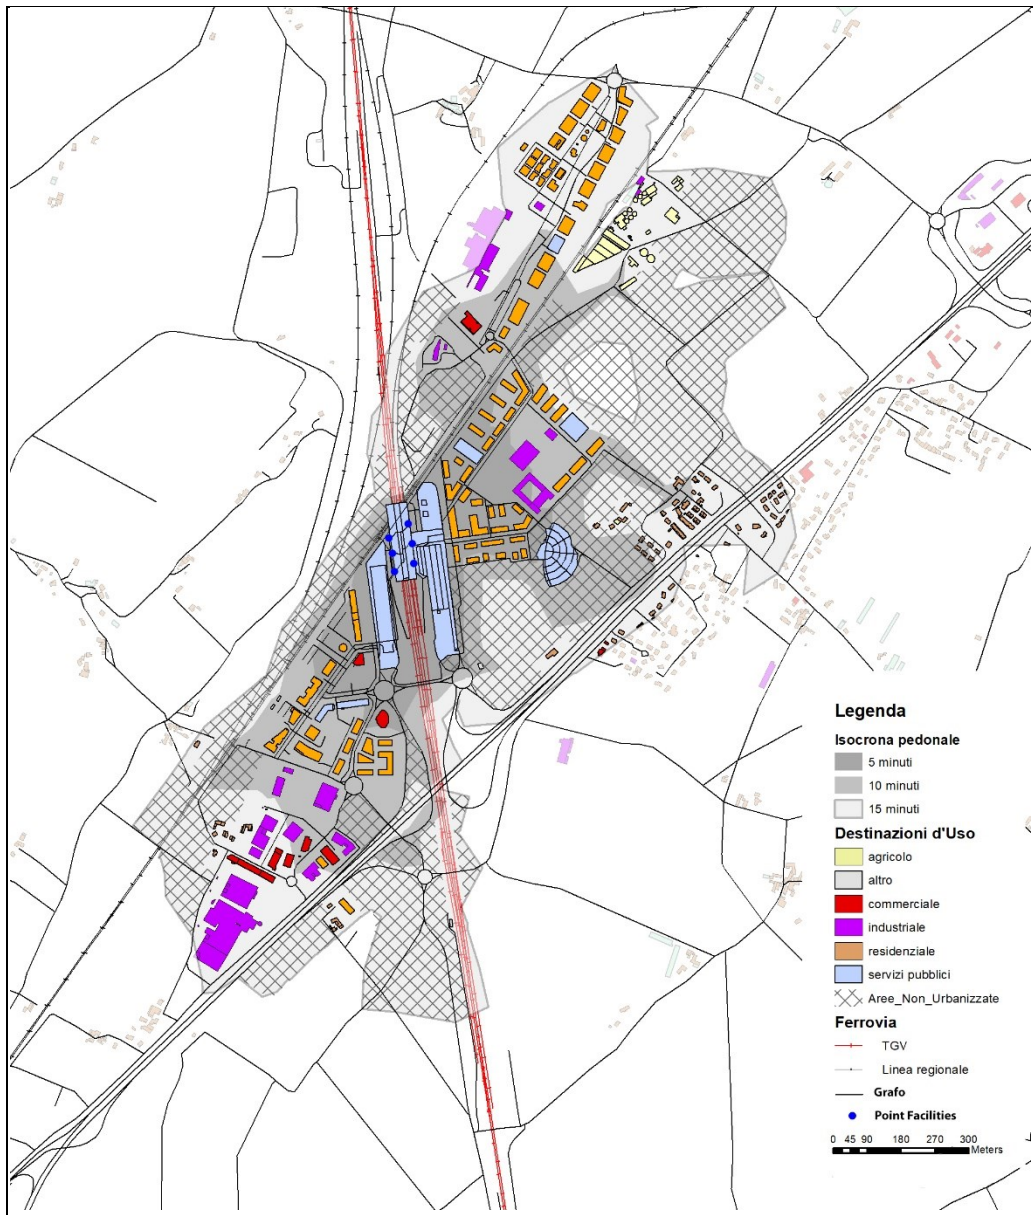 Legenda
Isocrona pedonale
5 minuti
10 minuti
15 minuti
Destinazioni d'Uso
agricolo
altro
commerciale
industriale
residenziale
servizi pubblici
Aree_Non_Urbanizzate
Ferrovia
TGV
Linea regionale
Grafo
Point Facilities
0 45 90 180 270 300
Meters